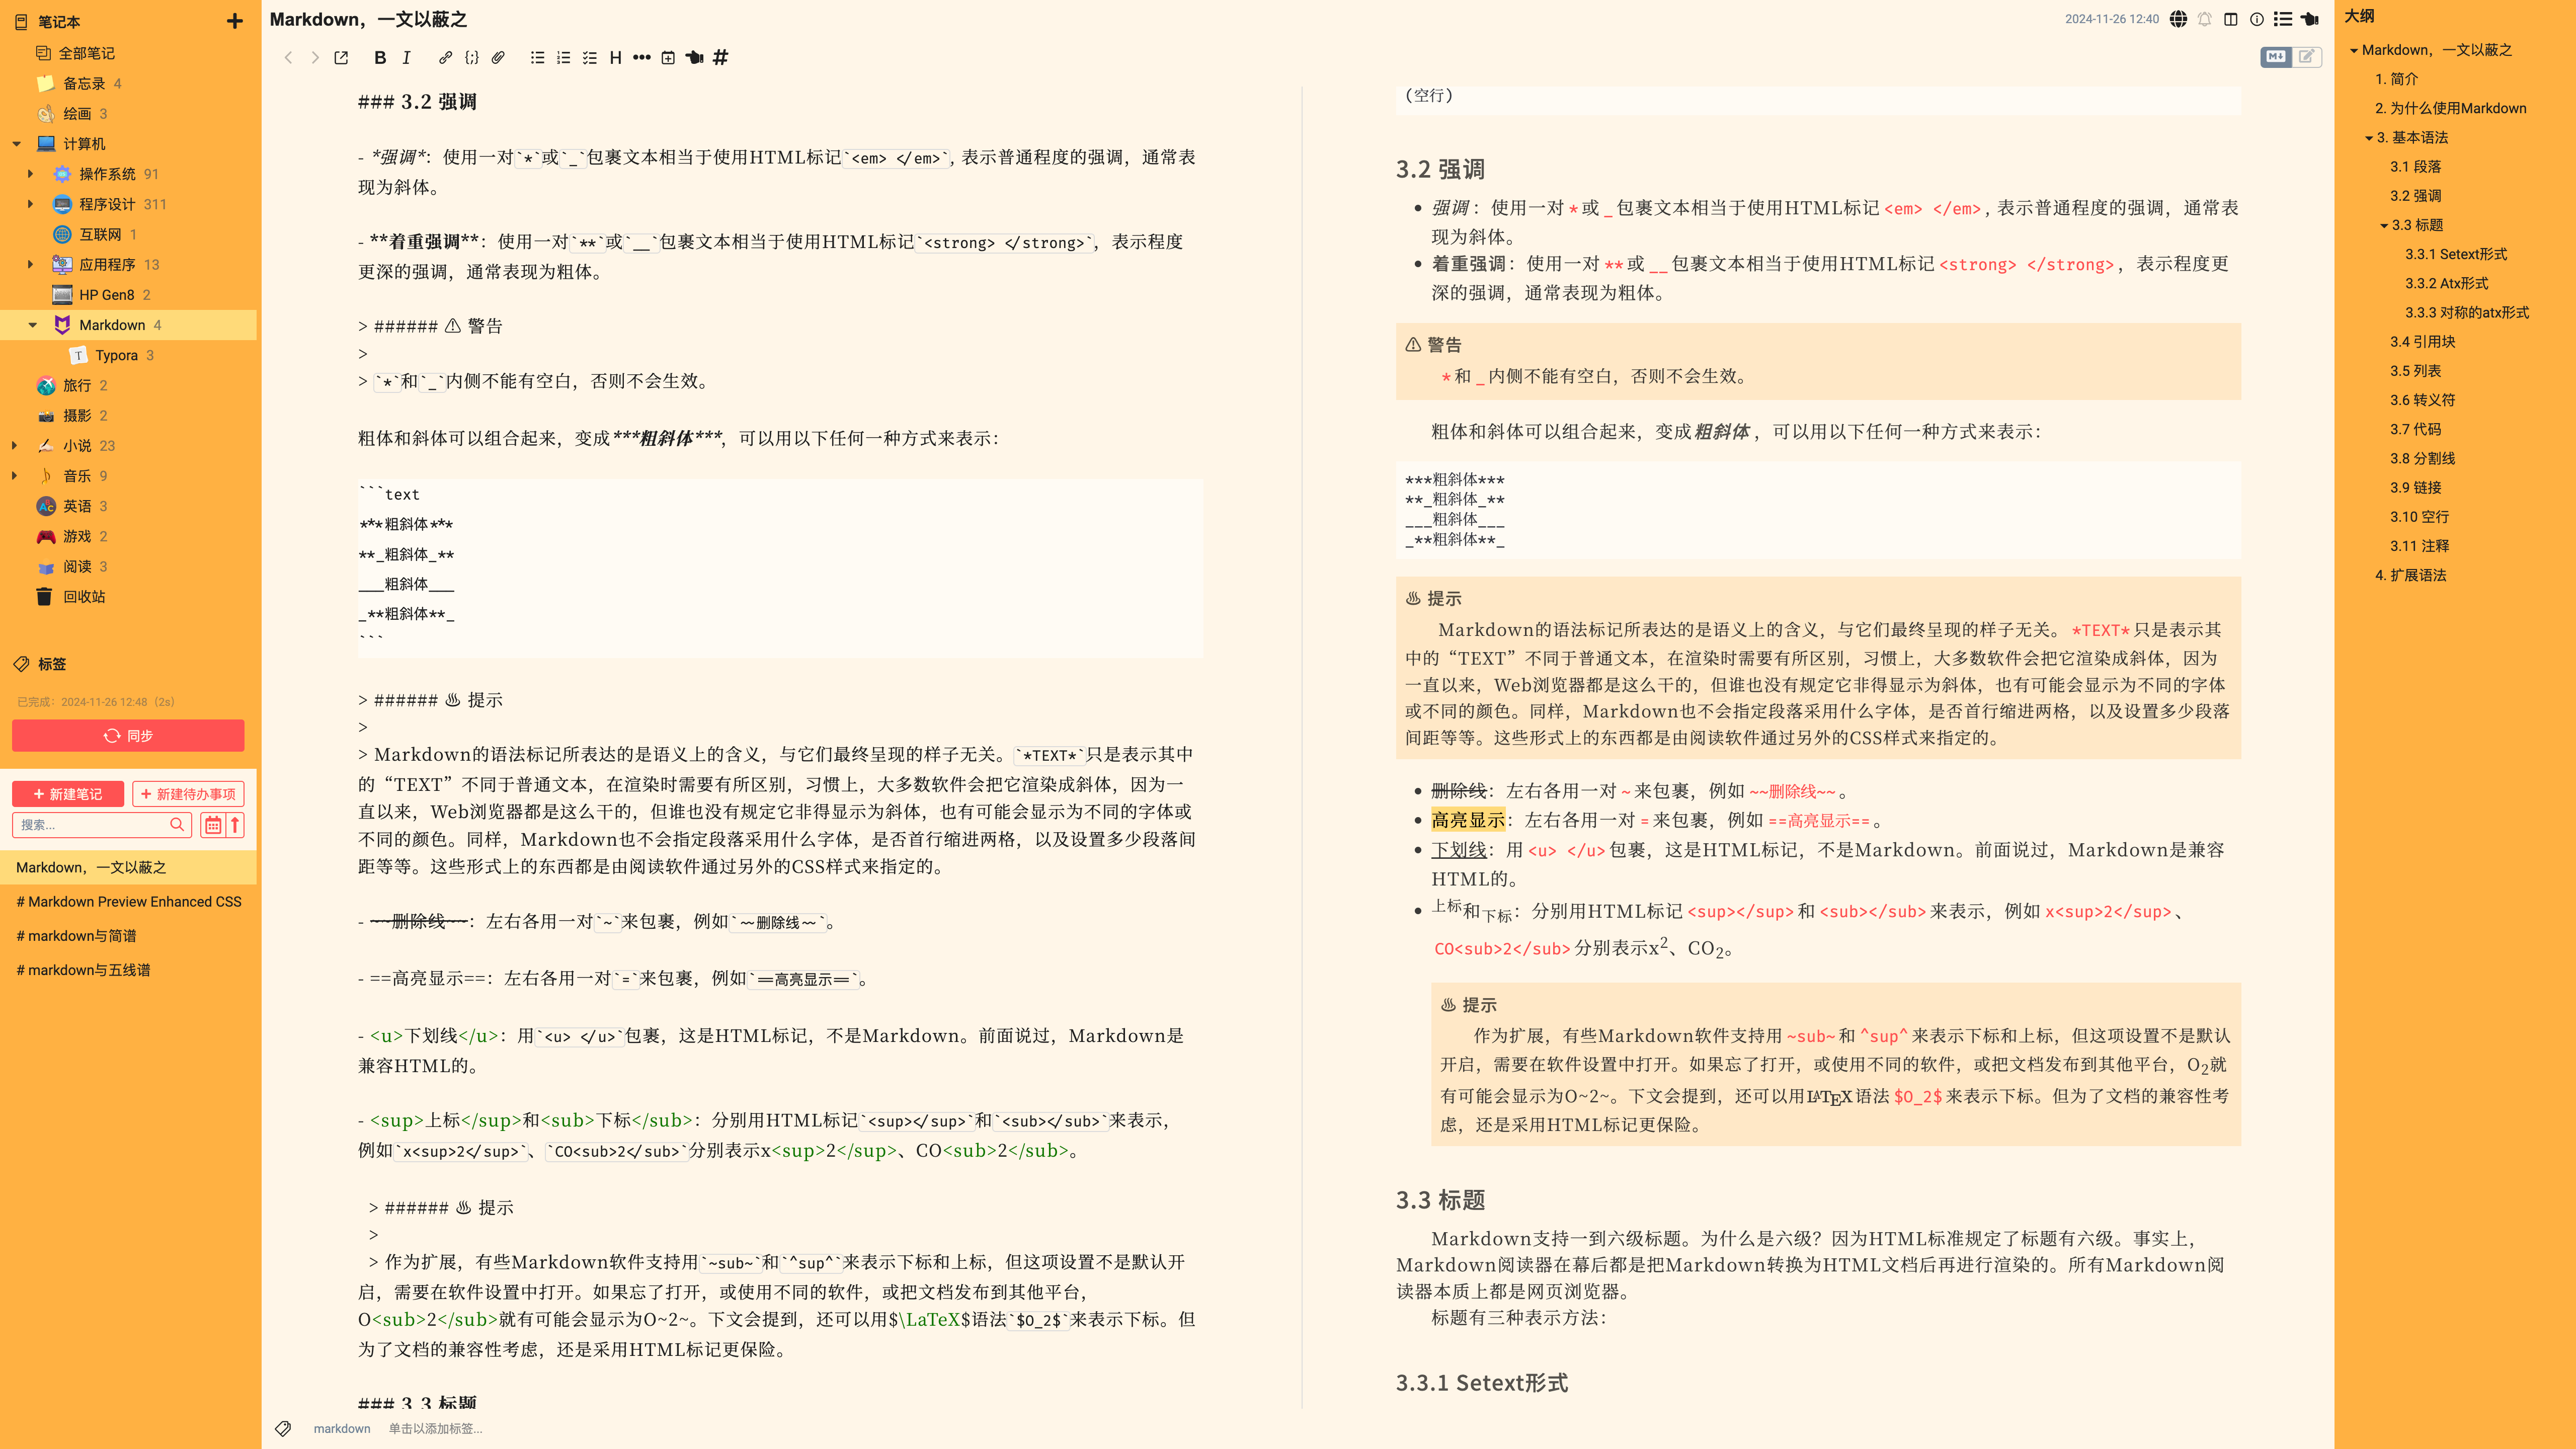 笔记本
全部笔记
备忘录 4
绘画 3
计算机
操作系统 91
程序设计 311
互联网 1
应用程序 13
HP Gen8 2
Markdown 4
Typora 3
旅行 2
摄影 2
小说 23
音乐 9
英语 3
游戏 2
阅读 3
回收站
标签
已完成：2024-11-26 12:48（2s）
同步
+ 新建笔记
+ 新建待办事项
搜索...
Markdown，一文以蔽之
# Markdown Preview Enhanced CSS
# markdown与简谱
# markdown与五线谱
Markdown，一文以蔽之
2024-11-26 12:40
### 3.2 强调
- *强调*：使用一对`*`或`_`包裹文本相当于使用HTML标记`<em> </em>`, 表示普通程度的强调，通常表
现为斜体。
- **着重强调**：使用一对`**`或`__`包裹文本相当于使用HTML标记`<strong> </strong>`，表示程度
更深的强调，通常表现为粗体。
> ###### ⚠ 警告
>
> `*`和`_`内侧不能有空白，否则不会生效。
粗体和斜体可以组合起来，变成***粗斜体***，可以用以下任何一种方式来表示：
```text
***粗斜体***
**_粗斜体_**
___粗斜体___
_**粗斜体**_
```
> ###### ♨ 提示
>
> Markdown的语法标记所表达的是语义上的含义，与它们最终呈现的样子无关。`*TEXT*`只是表示其中
的“TEXT”不同于普通文本，在渲染时需要有所区别，习惯上，大多数软件会把它渲染成斜体，因为一
直以来，Web浏览器都是这么干的，但谁也没有规定它非得显示为斜体，也有可能会显示为不同的字体或
不同的颜色。同样，Markdown也不会指定段落采用什么字体，是否首行缩进两格，以及设置多少段落间
距等等。这些形式上的东西都是由阅读软件通过另外的CSS样式来指定的。
- ~~删除线~~：左右各用一对`~`来包裹，例如`~~删除线~~`。
- ==高亮显示==：左右各用一对`=`来包裹，例如`==高亮显示==`。
- <u>下划线</u>：用`<u> </u>`包裹，这是HTML标记，不是Markdown。前面说过，Markdown是
兼容HTML的。
- <sup>上标</sup>和<sub>下标</sub>：分别用HTML标记`<sup></sup>`和`<sub></sub>`来表示，
例如`x<sup>2</sup>`、`CO<sub>2</sub>`分别表示x<sup>2</sup>、CO<sub>2</sub>。
> ###### ♨ 提示
>
> 作为扩展，有些Markdown软件支持用`~sub~`和`^sup^`来表示下标和上标，但这项设置不是默认开
启，需要在软件设置中打开。如果忘了打开，或使用不同的软件，或把文档发布到其他平台，
O<sub>2</sub>就有可能会显示为O~2~。下文会提到，还可以用$\LaTeX$语法`$O_2$`来表示下标。但
为了文档的兼容性考虑，还是采用HTML标记更保险。
### 3.3 标题
markdown 单击以添加标签...
（空行）
3.2 强调
强调：使用一对 * 或 _ 包裹文本相当于使用HTML标记 <em> </em> , 表示普通程度的强调，通常表
现为斜体。
着重强调：使用一对 ** 或 __ 包裹文本相当于使用HTML标记 <strong> </strong> ，表示程度更
深的强调，通常表现为粗体。
⚠ 警告
* 和 _ 内侧不能有空白，否则不会生效。
粗体和斜体可以组合起来，变成粗斜体，可以用以下任何一种方式来表示：
***粗斜体***
**_粗斜体_**
___粗斜体___
_**粗斜体**_
♨ 提示
Markdown的语法标记所表达的是语义上的含义，与它们最终呈现的样子无关。 *TEXT* 只是表示其
中的“TEXT”不同于普通文本，在渲染时需要有所区别，习惯上，大多数软件会把它渲染成斜体，因为
一直以来，Web浏览器都是这么干的，但谁也没有规定它非得显示为斜体，也有可能会显示为不同的字体
或不同的颜色。同样，Markdown也不会指定段落采用什么字体，是否首行缩进两格，以及设置多少段落
间距等等。这些形式上的东西都是由阅读软件通过另外的CSS样式来指定的。
删除线：左右各用一对 ~ 来包裹，例如 ~~删除线~~ 。
高亮显示：左右各用一对 = 来包裹，例如 ==高亮显示== 。
下划线：用 <u> </u> 包裹，这是HTML标记，不是Markdown。前面说过，Markdown是兼容
HTML的。
上标和下标：分别用HTML标记 <sup></sup> 和 <sub></sub> 来表示，例如 x<sup>2</sup> 、
CO<sub>2</sub> 分别表示x²、CO₂。
♨ 提示
作为扩展，有些Markdown软件支持用 ~sub~ 和 ^sup^ 来表示下标和上标，但这项设置不是默认
开启，需要在软件设置中打开。如果忘了打开，或使用不同的软件，或把文档发布到其他平台，O₂就
有可能会显示为O~2~。下文会提到，还可以用LATEX语法 $O_2$ 来表示下标。但为了文档的兼容性考
虑，还是采用HTML标记更保险。
3.3 标题
Markdown支持一到六级标题。为什么是六级？因为HTML标准规定了标题有六级。事实上，
Markdown阅读器在幕后都是把Markdown转换为HTML文档后再进行渲染的。所有Markdown阅
读器本质上都是网页浏览器。
标题有三种表示方法：
3.3.1 Setext形式
大纲
Markdown，一文以蔽之
1. 简介
2. 为什么使用Markdown
3. 基本语法
3.1 段落
3.2 强调
3.3 标题
3.3.1 Setext形式
3.3.2 Atx形式
3.3.3 对称的atx形式
3.4 引用块
3.5 列表
3.6 转义符
3.7 代码
3.8 分割线
3.9 链接
3.10 空行
3.11 注释
4. 扩展语法